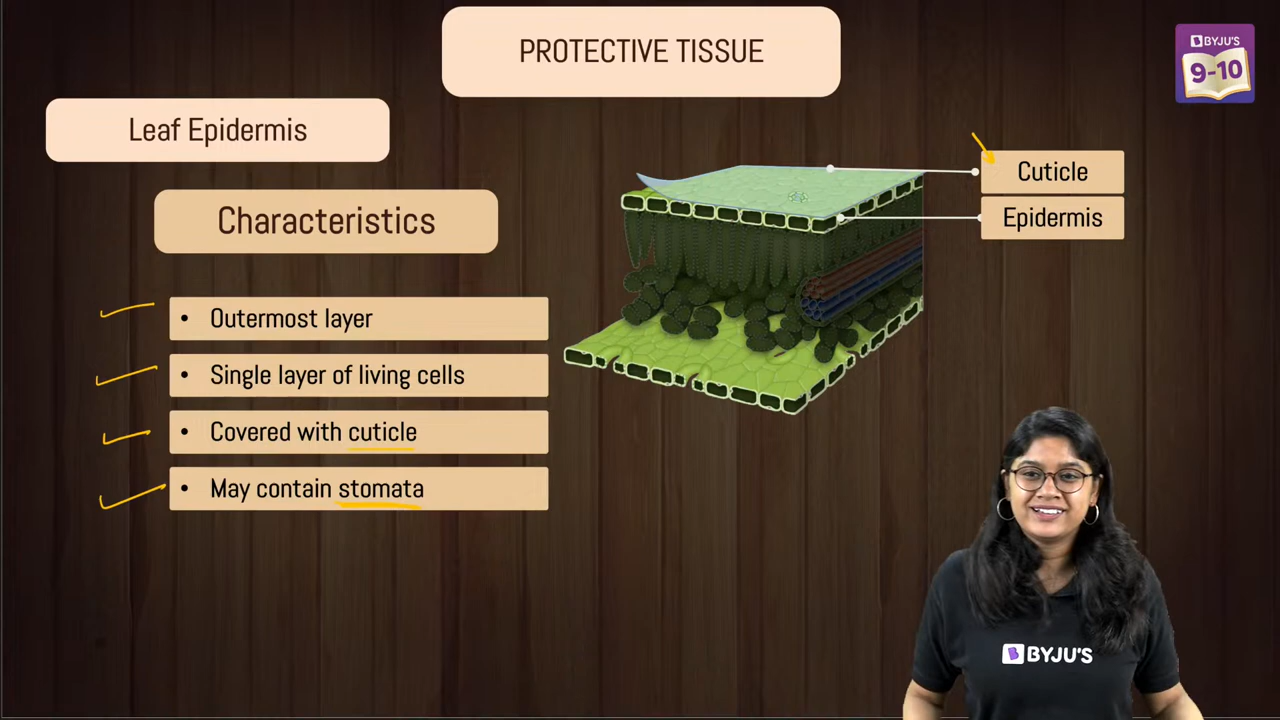 PROTECTIVE TISSUE
BYJU'S
9-10
Leaf Epidermis
Cuticle
Epidermis
Characteristics
• Outermost layer
• Single layer of living cells
• Covered with cuticle
• May contain stomata
BYJU'S